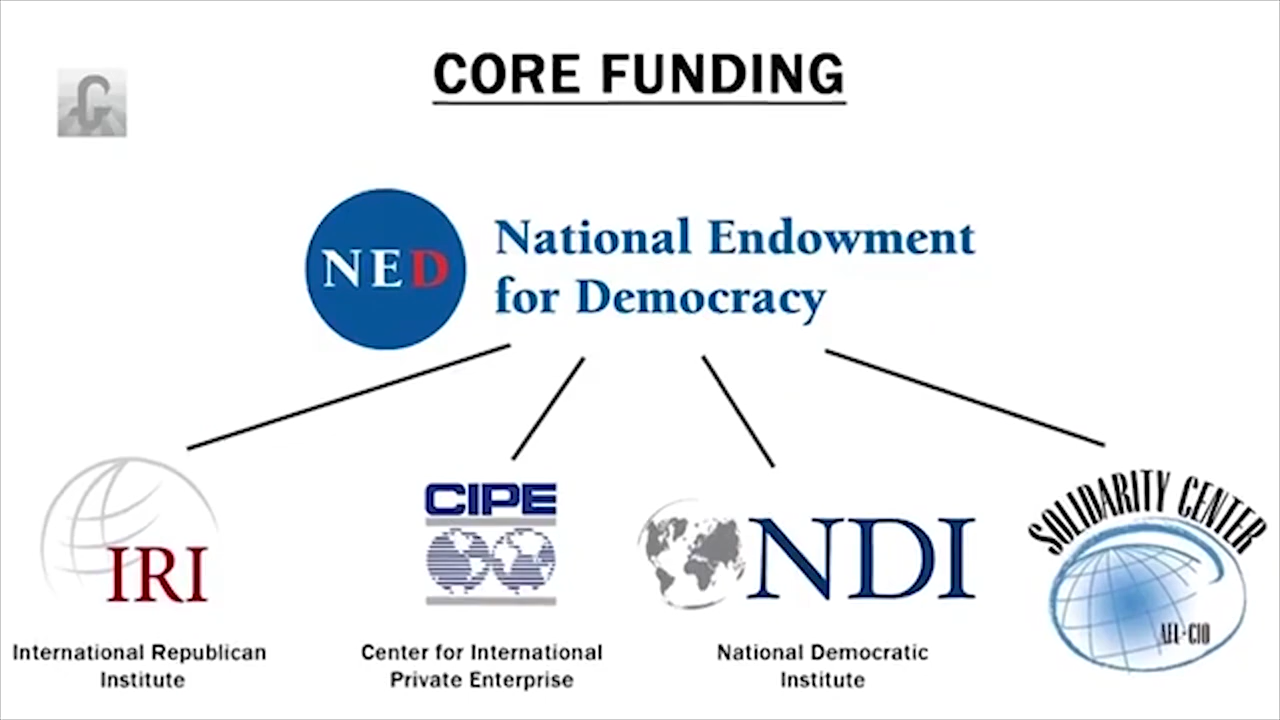 CORE FUNDING
NED
National Endowment
for Democracy
IRI
International Republican
Institute
CIPE
Center for International
Private Enterprise
NDI
National Democratic
Institute
SOLIDARITY CENTER
AFL-CIO